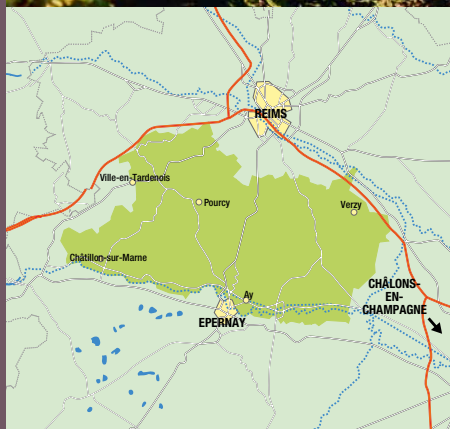 REIMS
Ville-en-Tardenois
Pourcy
Verzy
Châtillon-sur-Marne
CHÂLONS-
EN-
CHAMPAGNE
Ay
EPERNAY